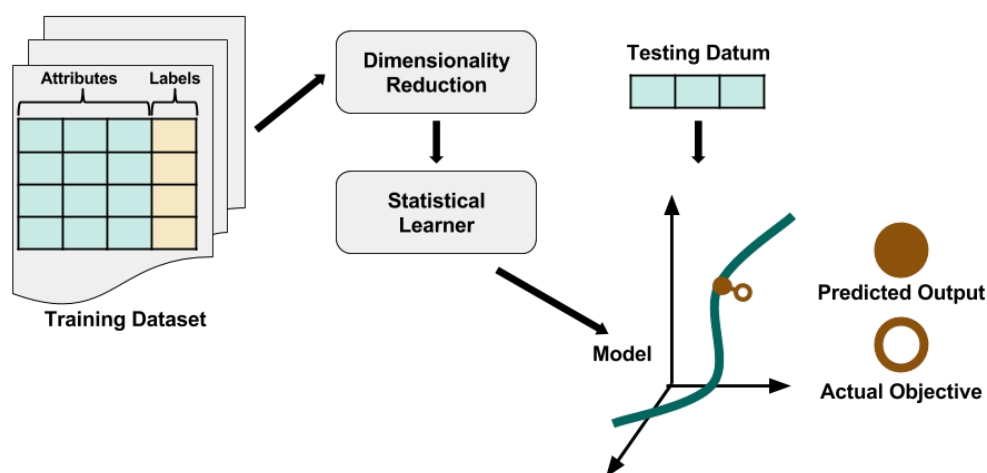 Attributes Labels
Training Dataset
Dimensionality
Reduction
Statistical
Learner
Testing Datum
Model
Predicted Output
Actual Objective